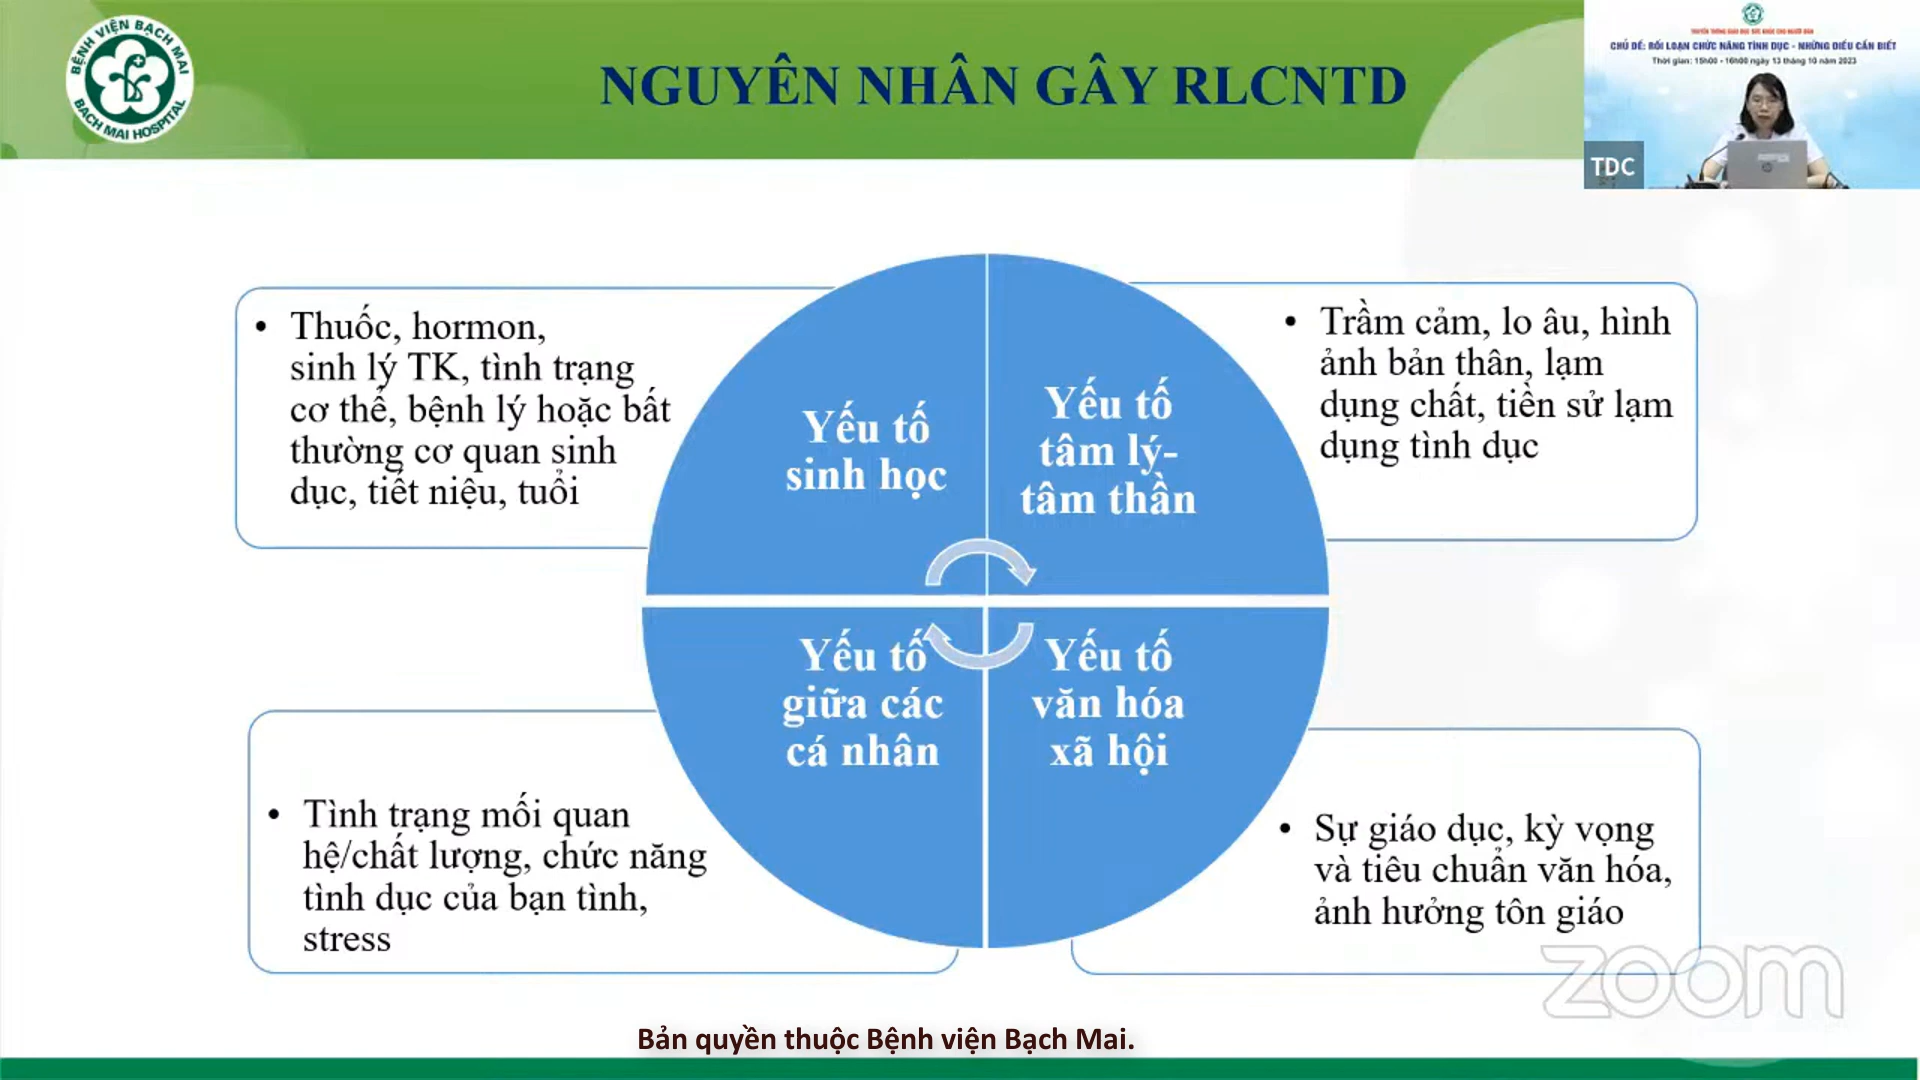 BỆNH VIỆN BẠCH MAI
BACH MAI HOSPITAL
NGUYÊN NHÂN GÂY RLCNTD
TRUYỀN THÔNG GIÁO DỤC SỨC KHỎE CHO NGƯỜI DÂN
CHỦ ĐỀ: RỐI LOẠN CHỨC NĂNG TÌNH DỤC - NHỮNG ĐIỀU CẦN BIẾT
Thời gian: 15h00 - 16h00 ngày 13 tháng 10 năm 2023
TDC
• Thuốc, hormon,
sinh lý TK, tình trạng
cơ thể, bệnh lý hoặc bất
thường cơ quan sinh
dục, tiết niệu, tuổi
Yếu tố
sinh học
Yếu tố
tâm lý-
tâm thần
• Trầm cảm, lo âu, hình
ảnh bản thân, lạm
dụng chất, tiền sử lạm
dụng tình dục
Yếu tố
giữa các
cá nhân
Yếu tố
văn hóa
xã hội
• Tình trạng mối quan
hệ/chất lượng, chức năng
tình dục của bạn tình,
stress
• Sự giáo dục, kỳ vọng
và tiêu chuẩn văn hóa,
ảnh hưởng tôn giáo
zoom
Bản quyền thuộc Bệnh viện Bạch Mai.